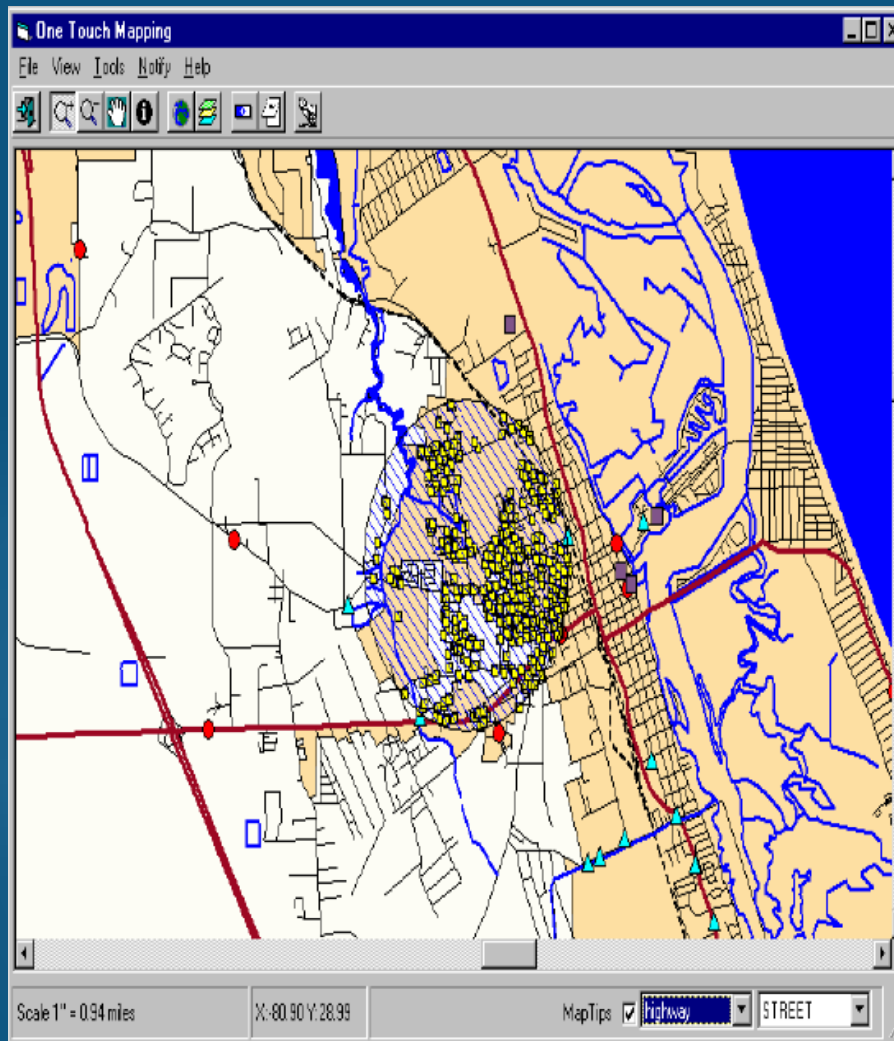 One Touch Mapping
File View Tools Notify Help
Scale 1" = 0.94 miles
X:-80.90 Y:28.99
MapTips highway STREET